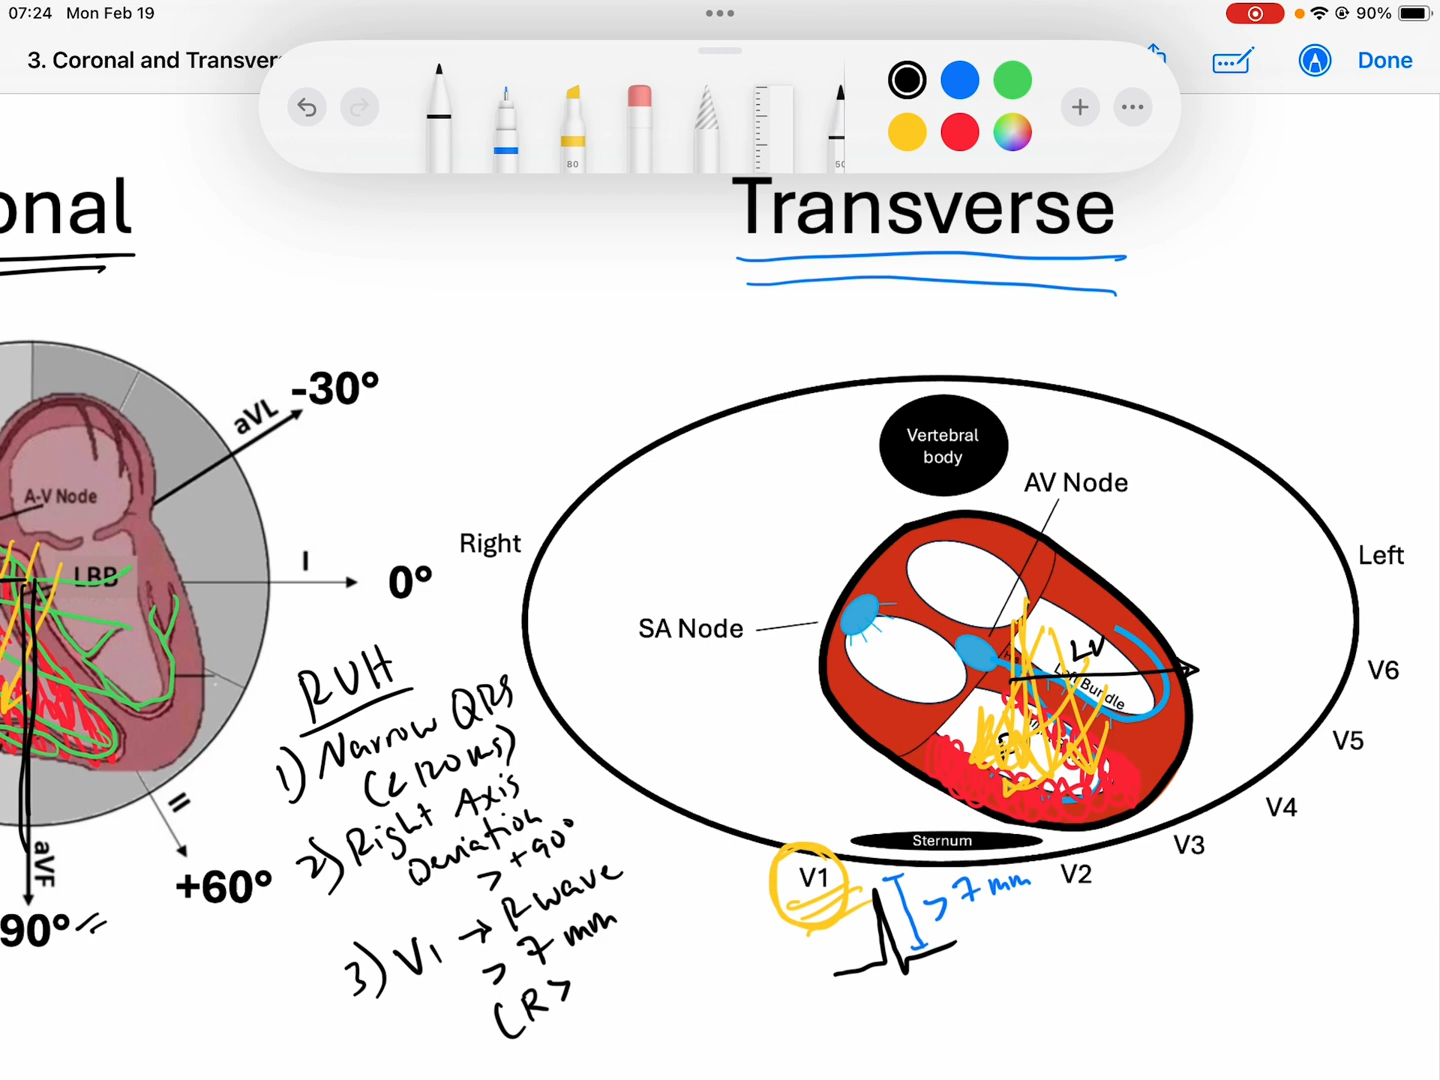 07:24 Mon Feb 19
90%
3. Coronal and Transver
Done
80
50
onal
Transverse
-30°
aVL
A-V Node
LBB
I
0°
II
+60°
aVF
90°
RVH
1) Narrow QRS
(<120ms)
2) Right Axis
Deviation
> +90°
3) V1 → R wave
> 7 mm
(R>
Vertebral
body
AV Node
Right
Left
SA Node
LV
Left Bundle
V6
V5
V4
V3
V2
Sternum
V1
> 7 mm